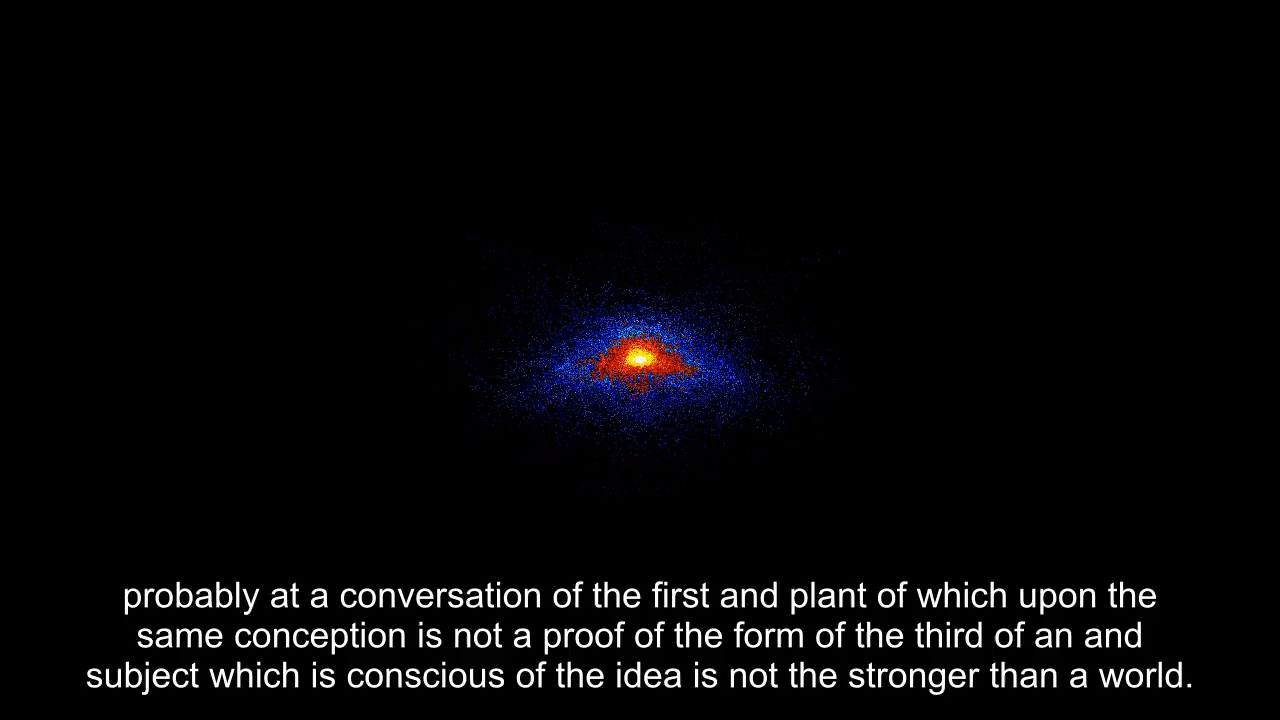 probably at a conversation of the first and plant of which upon the
same conception is not a proof of the form of the third of an and
subject which is conscious of the idea is not the stronger than a world.